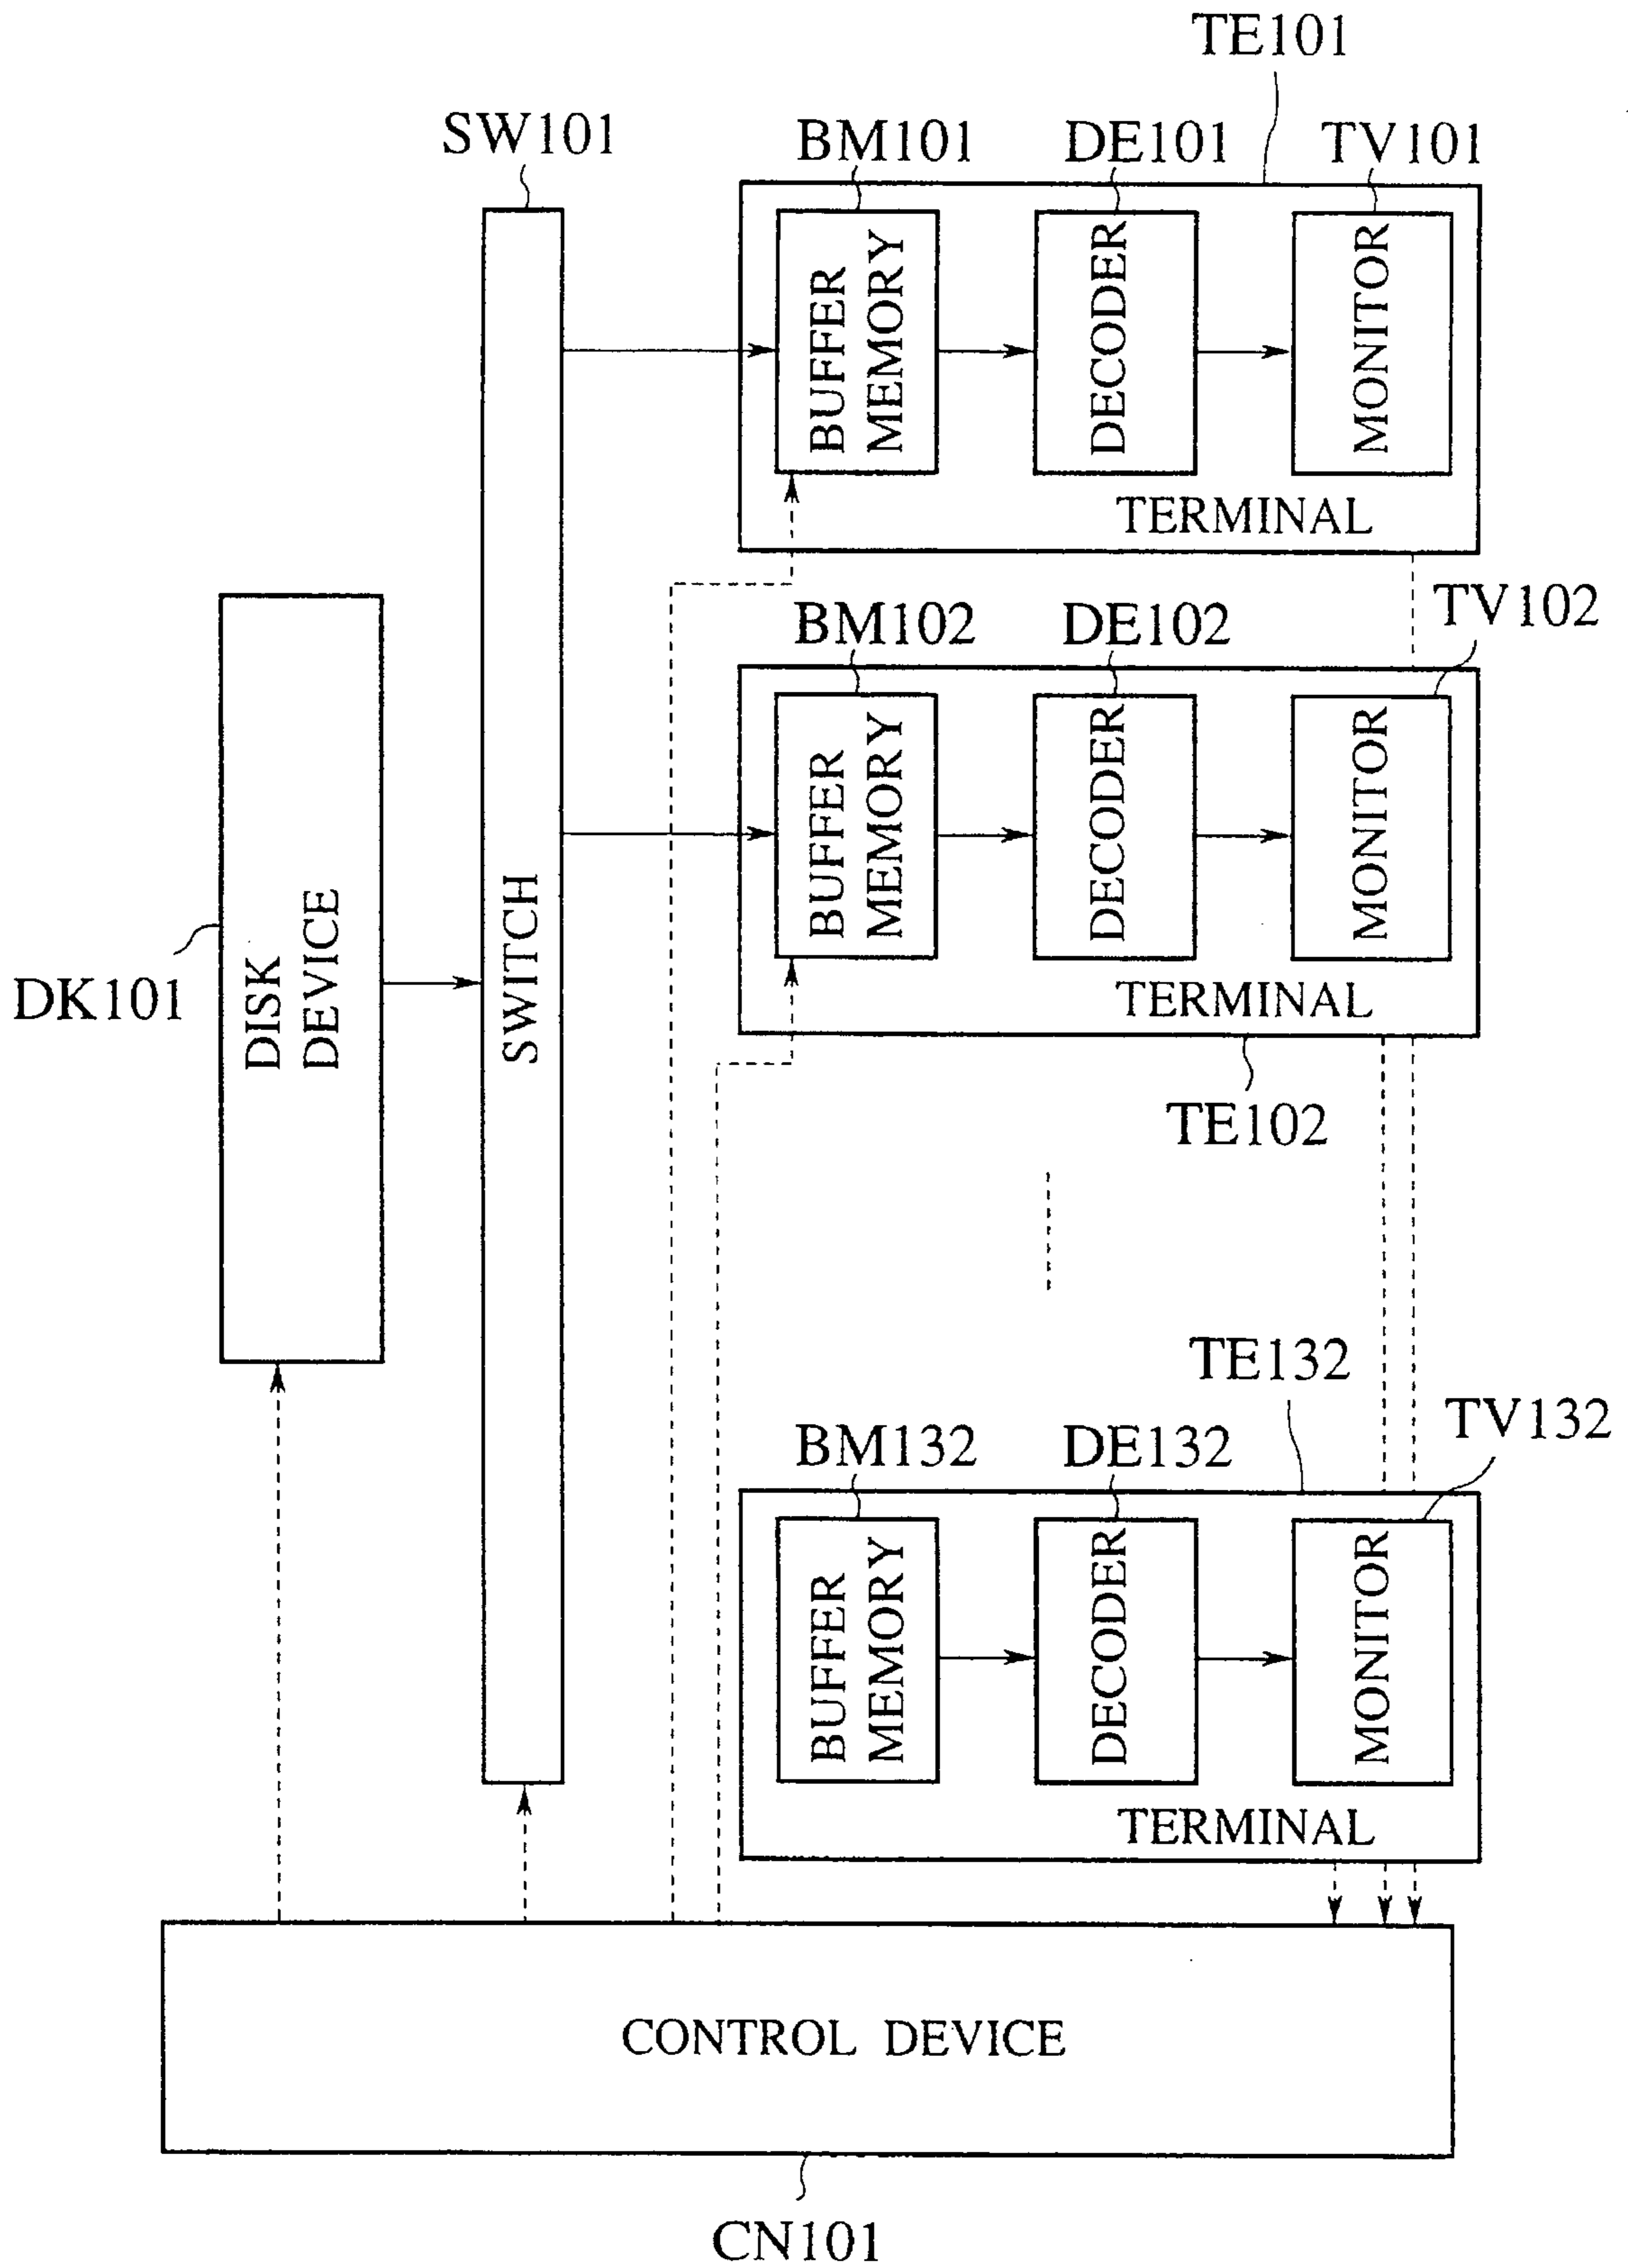 TE101
SW101
BM101
DE101
TV101
BUFFER
MEMORY
DECODER
MONITOR
TERMINAL
BM102
DE102
TV102
BUFFER
MEMORY
DECODER
MONITOR
TERMINAL
TE102
DK101
DISK
DEVICE
SWITCH
TE132
BM132
DE132
TV132
BUFFER
MEMORY
DECODER
MONITOR
TERMINAL
CONTROL DEVICE
CN101